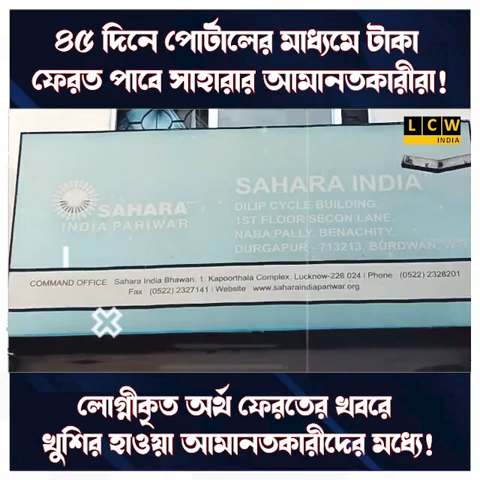 ৪৫ দিনে পোর্টালের মাধ্যমে টাকা
ফেরত পাবে সাহারার আমানতকারীরা!
LCW
INDIA
SAHARA
INDIA PARIWAR
SAHARA INDIA
DILIP CYCLE BUILDING,
1ST FLOOR SECON LANE,
NABA PALLY, BENACHITY,
DURGAPUR - 713213, BURDWAN,
COMMAND OFFICE : Sahara India Bhawan, 1, Kapoorthala Complex, Lucknow-226 024 | Phone : (0522) 2328201
Fax : (0522) 2327141 | Website : www.saharaindiapariwar.org
লোগ্নীকৃত অর্থ ফেরতের খবরে
খুশির হাওয়া আমানতকারীদের মধ্যে!